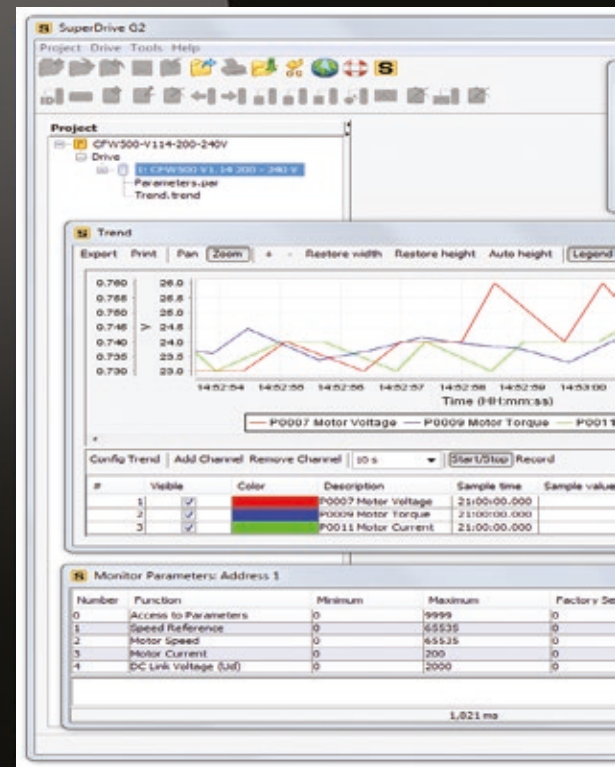 SuperDrive G2
Project Drive Tools Help
Project
CFW500-V114-200-240V
Drive
1: CFW500 V1.14 200 - 240 V
Parameters.par
Trend.trend
Trend
Export Print Pan Zoom + - Restore width Restore height Auto height Legend
0.760 26.0
0.755 25.5
0.750 25.0
0.745 > 24.5
0.740 24.0
0.735 23.5
0.730 23.0
14:52:54 14:52:55 14:52:56 14:52:57 14:52:58 14:52:59 14:53:00
Time (HH:mm:ss)
P0007 Motor Voltage P0009 Motor Torque P0011
Config Trend Add Channel Remove Channel 10 s Start/Stop Record
# Visible Color Description Sample time Sample value
1 P0007 Motor Voltage 21:00:00.000
2 P0009 Motor Torque 21:00:00.000
3 P0011 Motor Current 21:00:00.000
Monitor Parameters: Address 1
Number Function Minimum Maximum Factory Se
0 Access to Parameters 0 9999 0
1 Speed Reference 0 65535 0
2 Motor Speed 0 65535 0
3 Motor Current 0 200 0
4 DC Link Voltage (Ud) 0 2000 0
1,821 ms